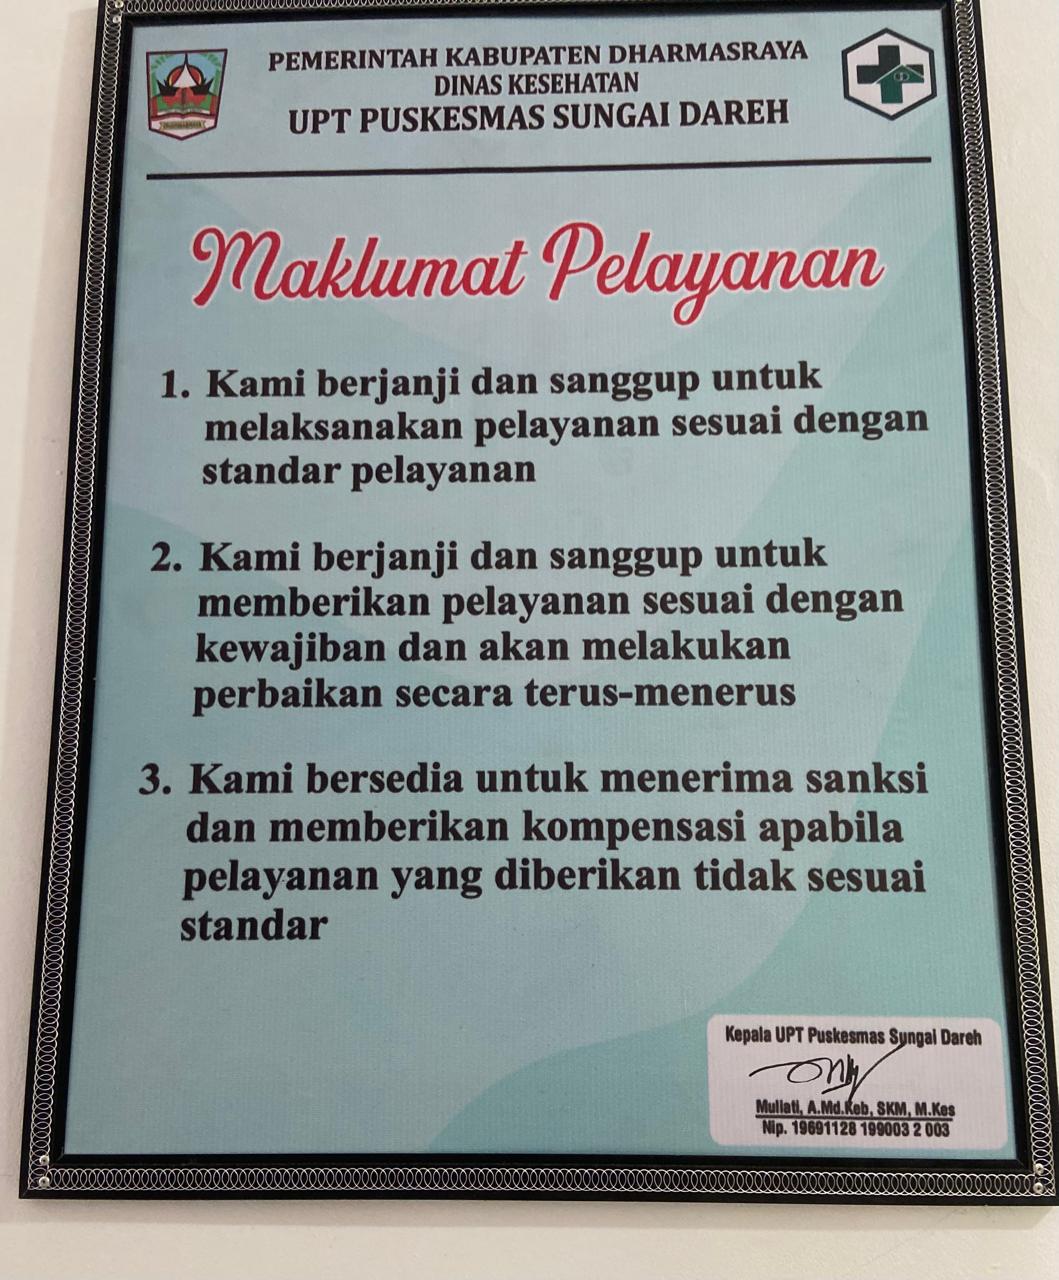 PEMERINTAH KABUPATEN DHARMASRAYA
DINAS KESEHATAN
UPT PUSKESMAS SUNGAI DAREH
Maklumat Pelayanan
1. Kami berjanji dan sanggup untuk
melaksanakan pelayanan sesuai dengan
standar pelayanan
2. Kami berjanji dan sanggup untuk
memberikan pelayanan sesuai dengan
kewajiban dan akan melakukan
perbaikan secara terus-menerus
3. Kami bersedia untuk menerima sanksi
dan memberikan kompensasi apabila
pelayanan yang diberikan tidak sesuai
standar
Kepala UPT Puskesmas Sungai Dareh
Muliati, A.Md.Keb, SKM, M.Kes
Nip. 19691128 199003 2 003